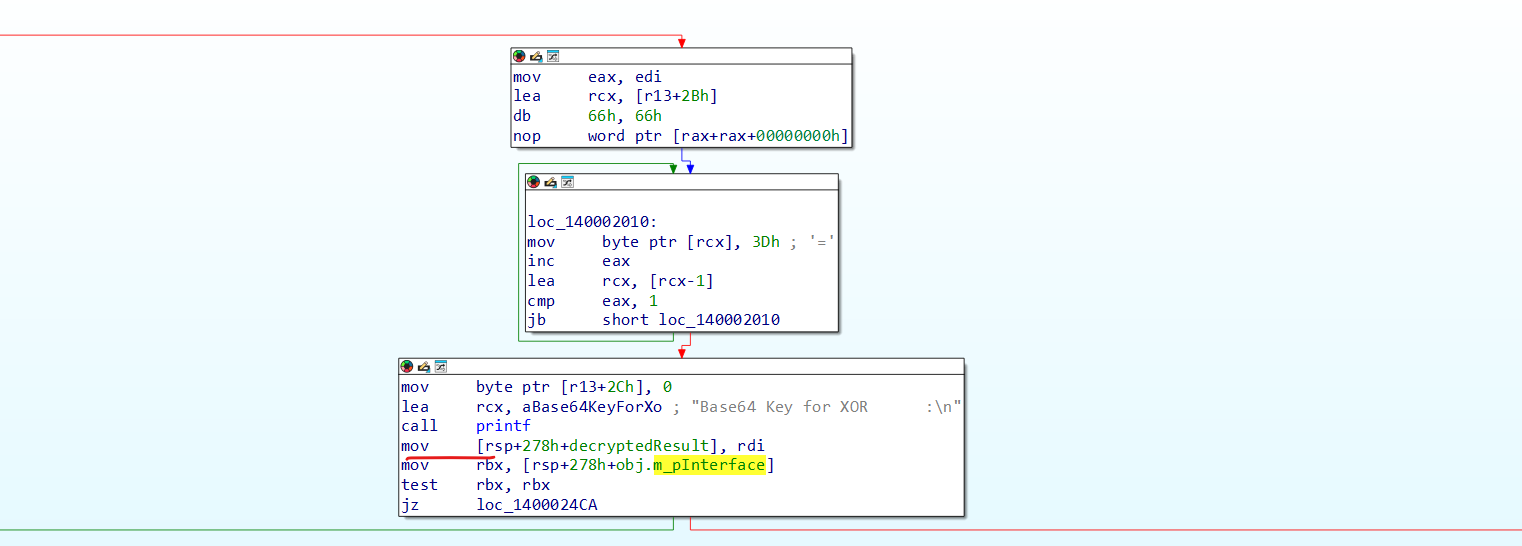 mov eax, edi
lea rcx, [r13+2Bh]
db 66h, 66h
nop word ptr [rax+rax+00000000h]
loc_140002010:
mov byte ptr [rcx], 3Dh ; '='
inc eax
lea rcx, [rcx-1]
cmp eax, 1
jb short loc_140002010
mov byte ptr [r13+2Ch], 0
lea rcx, aBase64KeyForXo ; "Base64 Key for XOR      :\n"
call printf
mov [rsp+278h+decryptedResult], rdi
mov rbx, [rsp+278h+obj.m_pInterface]
test rbx, rbx
jz loc_1400024CA